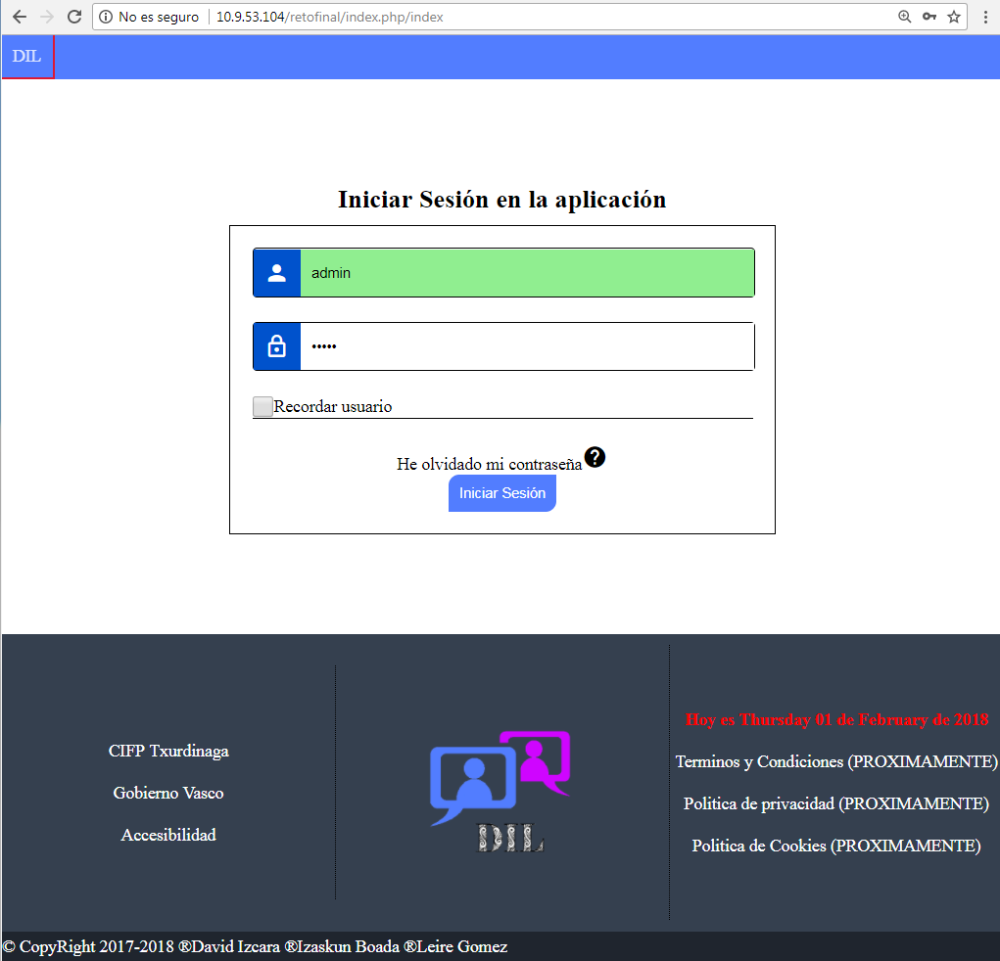 No es seguro | 10.9.53.104/retofinal/index.php/index
DIL
Iniciar Sesión en la aplicación
admin
•••••
Recordar usuario
He olvidado mi contraseña
Iniciar Sesión
CIFP Txurdinaga
Gobierno Vasco
Accesibilidad
DIL
Hoy es Thursday 01 de February de 2018
Terminos y Condiciones (PROXIMAMENTE)
Politica de privacidad (PROXIMAMENTE)
Politica de Cookies (PROXIMAMENTE)
© CopyRight 2017-2018 ®David Izcara ®Izaskun Boada ®Leire Gomez